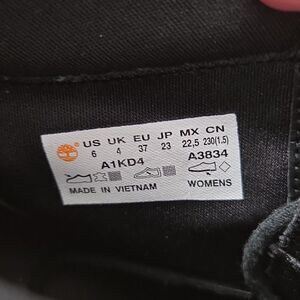 US UK EU JP MX CN
6 4 37 23 22,5 230(1.5)
A1KD4 A3834
MADE IN VIETNAM WOMENS